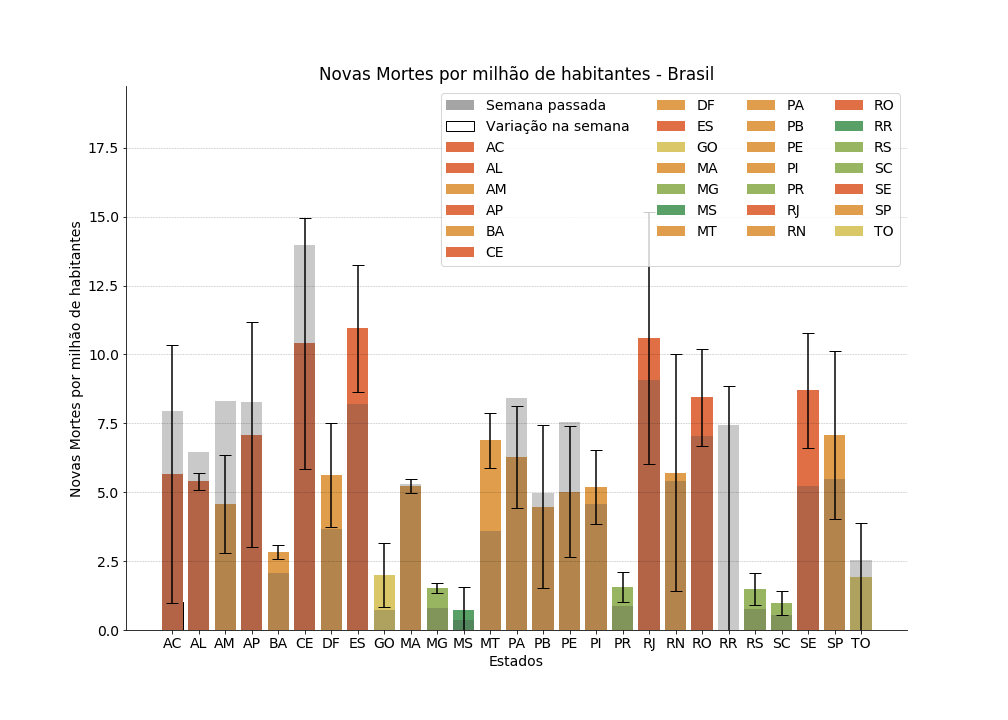 Novas Mortes por milhão de habitantes - Brasil
Semana passada
Variação na semana
AC
AL
AM
AP
BA
CE
DF
ES
GO
MA
MG
MS
MT
PA
PB
PE
PI
PR
RJ
RN
RO
RR
RS
SC
SE
SP
TO
Novas Mortes por milhão de habitantes
17.5
15.0
12.5
10.0
7.5
5.0
2.5
0.0
AC AL AM AP BA CE DF ES GO MA MG MS MT PA PB PE PI PR RJ RN RO RR RS SC SE SP TO
Estados